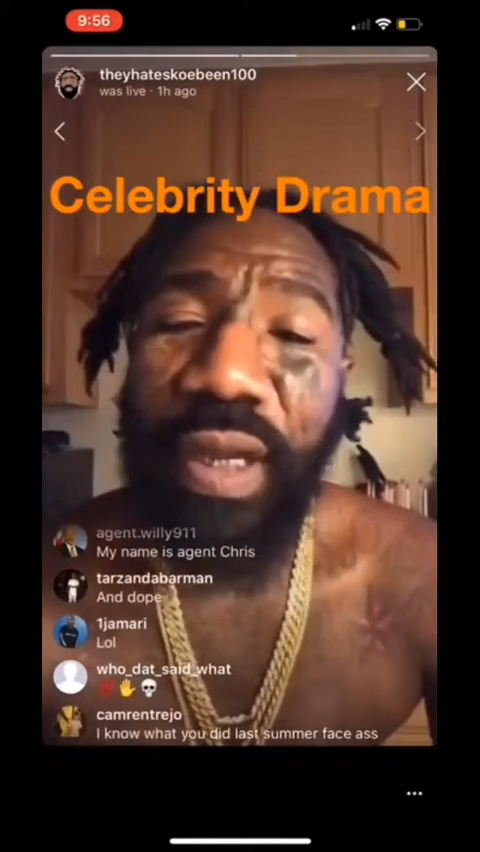 9:56
theyhateskoebeen100
was live · 1h ago
Celebrity Drama
agent.willy911
My name is agent Chris
tarzandabarman
And dope
1jamari
Lol
who_dat_said_what
💯✋💀
camrentrejo
I know what you did last summer face ass